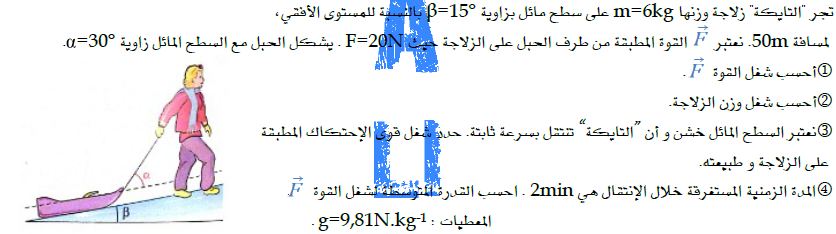 تجر "التايكة" زلاجة وزنها m=6kg على سطح مائل بزاوية β=15° بالنسبة للمستوى الأفقي،
لمسافة 50m. نعتبر F القوة المطبقة من طرف الحبل على الزلاجة حيث F=20N . يشكل الحبل مع السطح المائل زاوية α=30°.
①أحسب شغل القوة F .
②أحسب شغل وزن الزلاجة.
③نعتبر السطح المائل خشن و أن "التايكة" تنتقل بسرعة ثابتة. حدد شغل قوى الإحتكاك المطبقة
على الزلاجة و طبيعته.
④المدة الزمنية المستغرقة خلال الإنتقال هي 2min . احسب القدرة المتوسطة لشغل القوة F
المعطيات : g=9,81N.kg-1 .
α
β